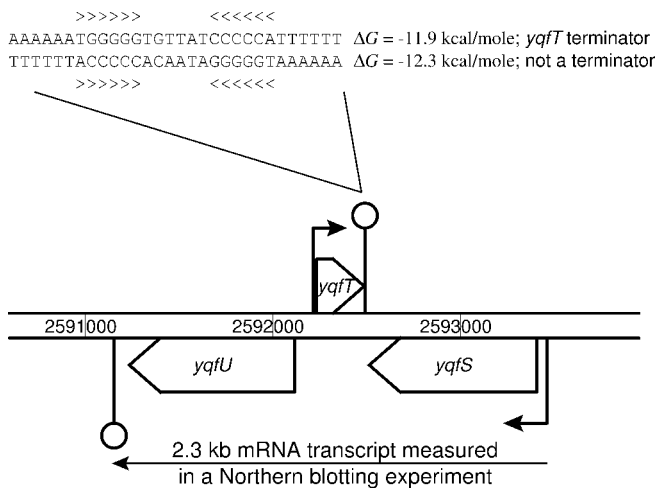 >>>>>> <<<<<<
AAAAAATGGGGGTGTTATCCCCCATTTTTT ΔG = -11.9 kcal/mole; yqfT terminator
TTTTTTACCCCCACAATAGGGGGTAAAAAA ΔG = -12.3 kcal/mole; not a terminator
>>>>>> <<<<<<
yqfT
2591000 2592000 2593000
yqfU yqfS
2.3 kb mRNA transcript measured
in a Northern blotting experiment